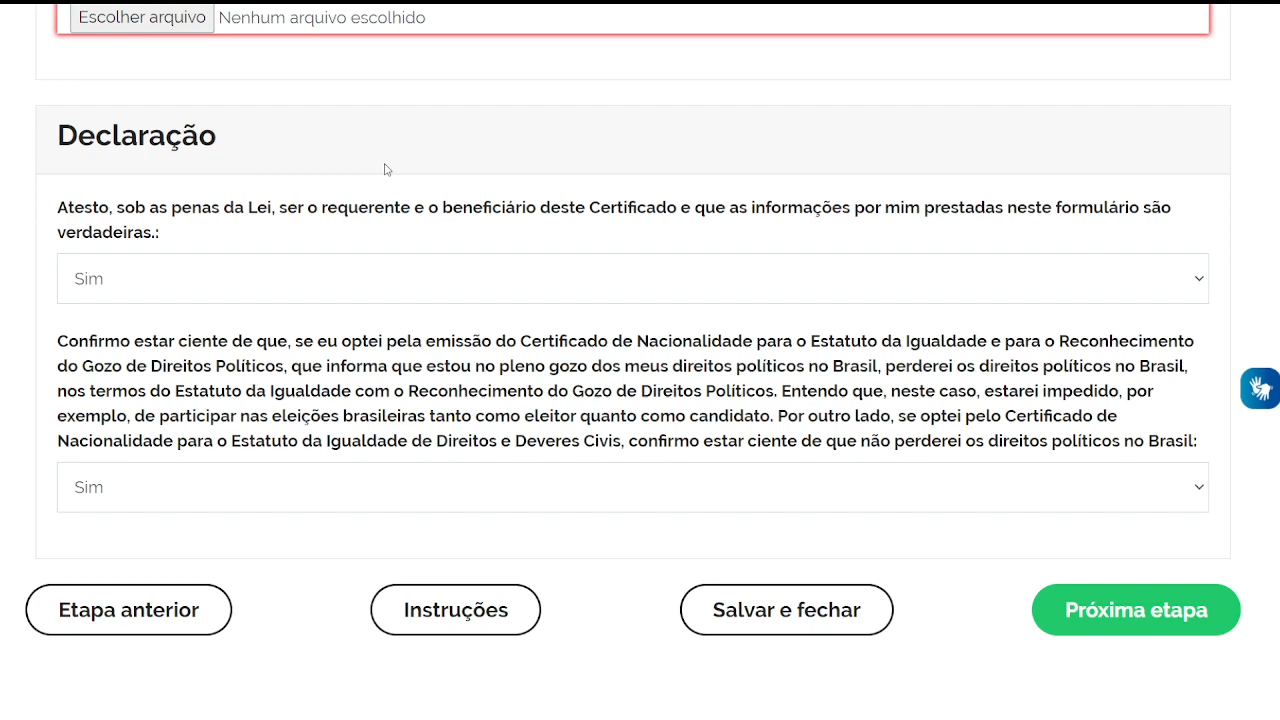 Escolher arquivo Nenhum arquivo escolhido
Declaração
Atesto, sob as penas da Lei, ser o requerente e o beneficiário deste Certificado e que as informações por mim prestadas neste formulário são
verdadeiras.:
Sim
Confirmo estar ciente de que, se eu optei pela emissão do Certificado de Nacionalidade para o Estatuto da Igualdade e para o Reconhecimento
do Gozo de Direitos Políticos, que informa que estou no pleno gozo dos meus direitos políticos no Brasil, perderei os direitos políticos no Brasil,
nos termos do Estatuto da Igualdade com o Reconhecimento do Gozo de Direitos Políticos. Entendo que, neste caso, estarei impedido, por
exemplo, de participar nas eleições brasileiras tanto como eleitor quanto como candidato. Por outro lado, se optei pelo Certificado de
Nacionalidade para o Estatuto da Igualdade de Direitos e Deveres Civis, confirmo estar ciente de que não perderei os direitos políticos no Brasil:
Sim
Etapa anterior Instruções Salvar e fechar Próxima etapa